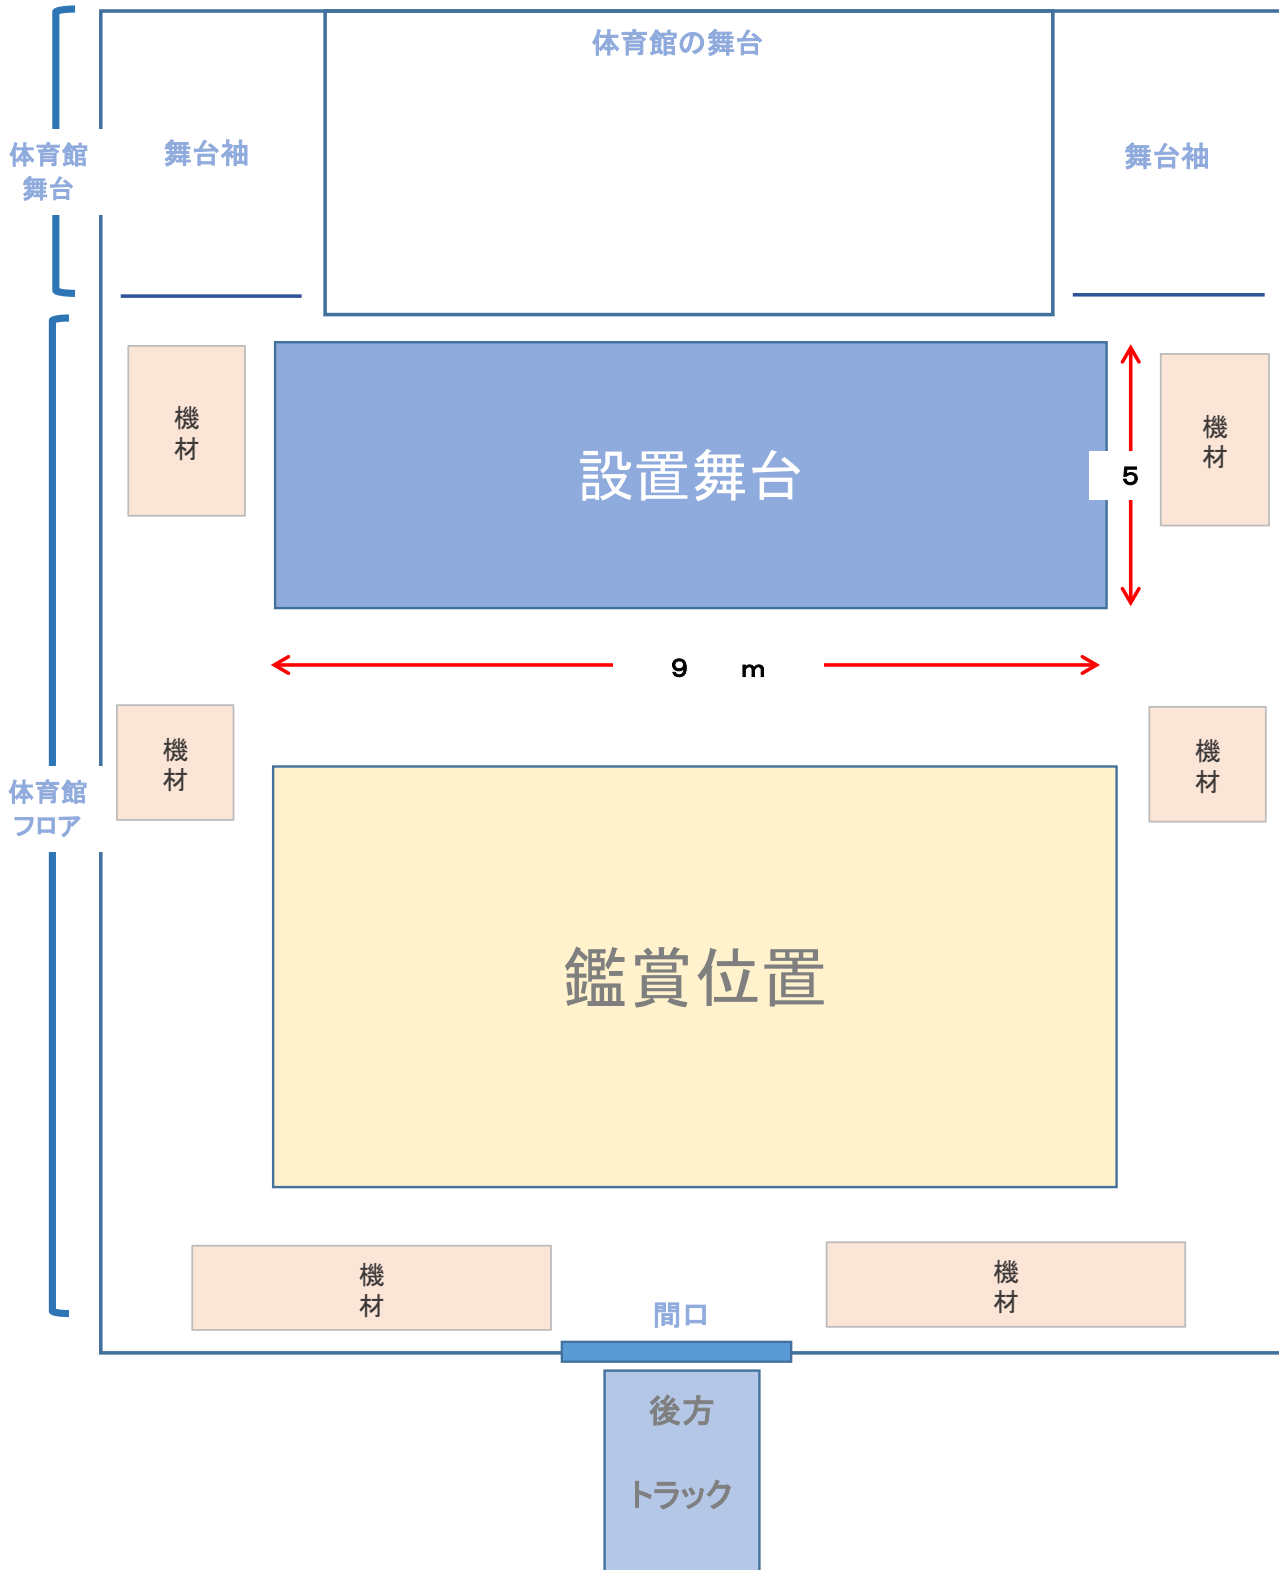 体育館の舞台
体育館
舞台
舞台袖
舞台袖
機
材
設置舞台
5
機
材
9 m
機
材
機
材
体育館
フロア
鑑賞位置
機
材
機
材
間口
後方
トラック